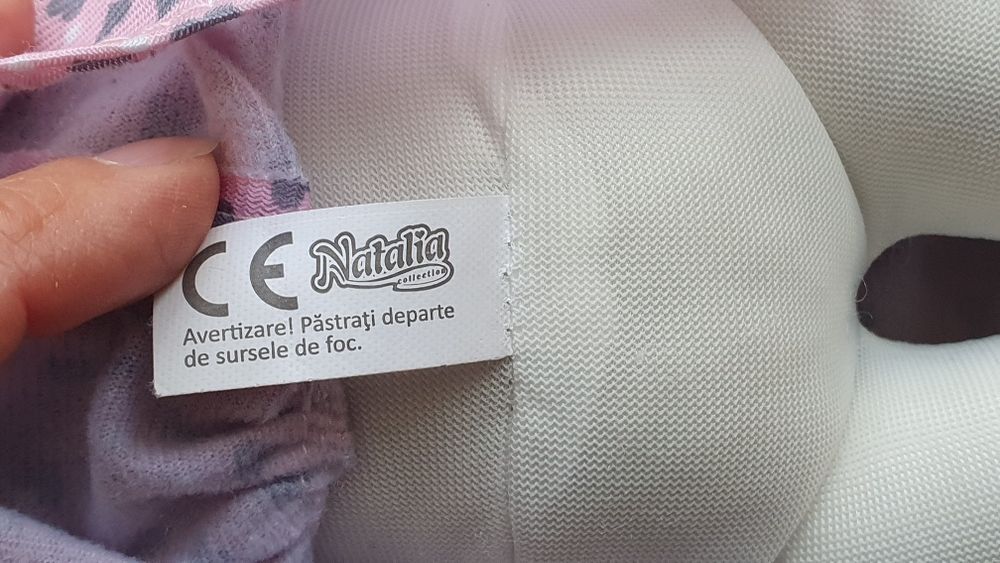 CE Natalia
collection
Avertizare! Păstraţi departe
de sursele de foc.